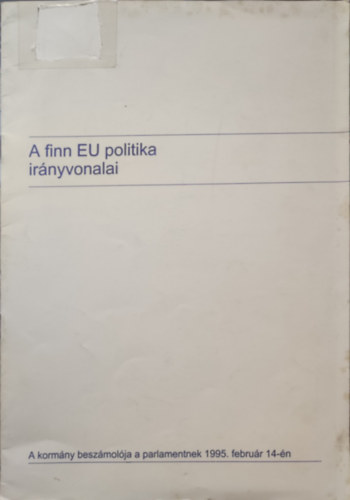 A finn EU politika
irányvonalai
A kormány beszámolója a parlamentnek 1995. február 14-én